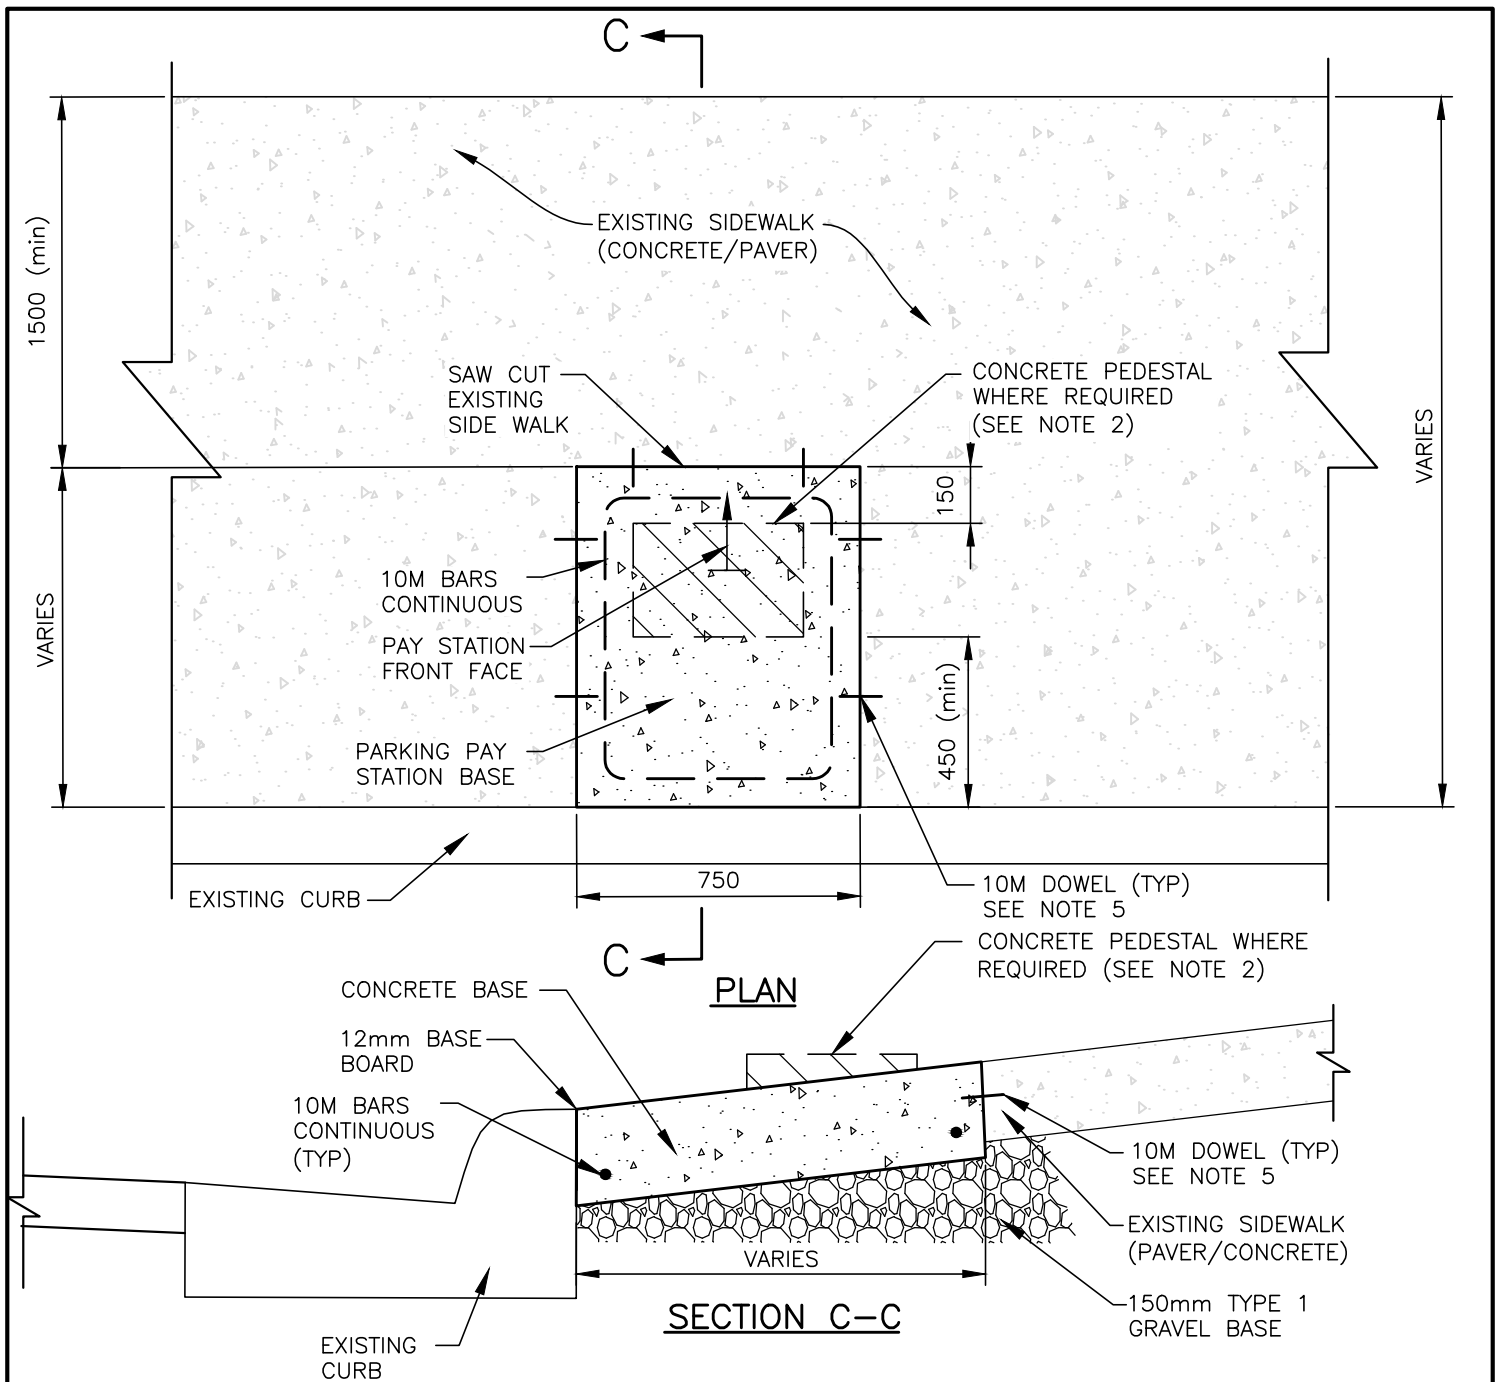 C
1500 (min)
EXISTING SIDEWALK
(CONCRETE/PAVER)
SAW CUT
EXISTING
SIDE WALK
CONCRETE PEDESTAL
WHERE REQUIRED
(SEE NOTE 2)
VARIES
150
10M BARS
CONTINUOUS
VARIES
PAY STATION
FRONT FACE
450 (min)
PARKING PAY
STATION BASE
750
EXISTING CURB
10M DOWEL (TYP)
SEE NOTE 5
C
PLAN
CONCRETE PEDESTAL WHERE
REQUIRED (SEE NOTE 2)
CONCRETE BASE
12mm BASE
BOARD
10M BARS
CONTINUOUS
(TYP)
10M DOWEL (TYP)
SEE NOTE 5
EXISTING SIDEWALK
(PAVER/CONCRETE)
VARIES
150mm TYPE 1
GRAVEL BASE
SECTION C-C
EXISTING
CURB